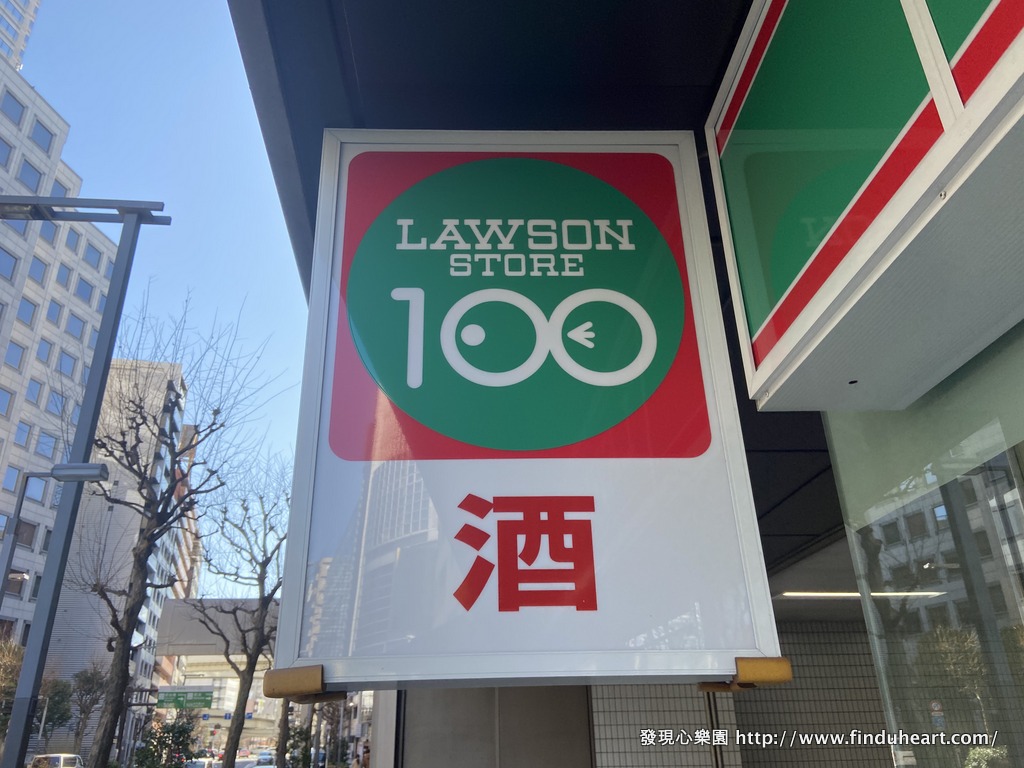 LAWSON
STORE
100
酒
發現心樂園 http://www.finduheart.com/